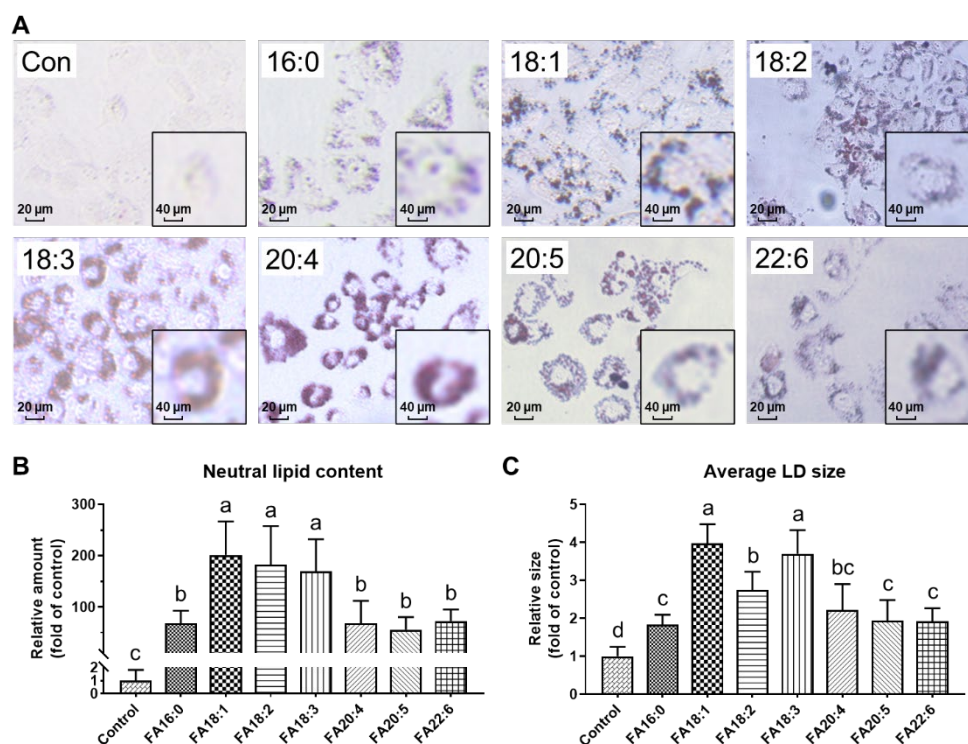 A
Con
16:0
18:1
18:2
20 µm
40 µm
20 µm
40 µm
20 µm
40 µm
20 µm
40 µm
18:3
20:4
20:5
22:6
20 µm
40 µm
20 µm
40 µm
20 µm
40 µm
20 µm
40 µm
B
Neutral lipid content
Relative amount
(fold of control)
300
200
100
2
1
0
c
b
a
a
a
b
b
b
Control
FA16:0
FA18:1
FA18:2
FA18:3
FA20:4
FA20:5
FA22:6
C
Average LD size
Relative size
(fold of control)
5
4
3
2
1
0
d
c
a
b
a
bc
c
c
Control
FA16:0
FA18:1
FA18:2
FA18:3
FA20:4
FA20:5
FA22:6